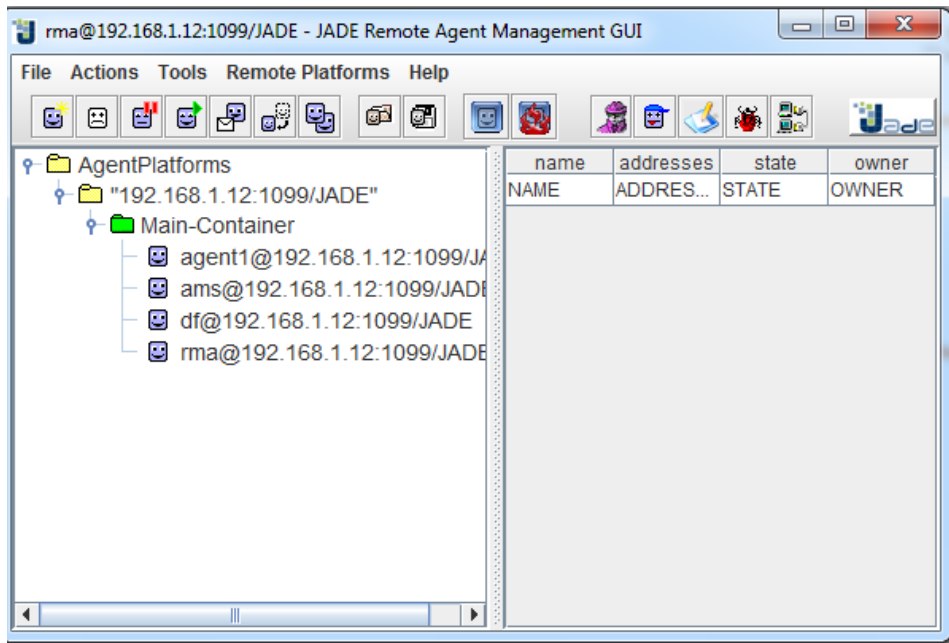 rma@192.168.1.12:1099/JADE - JADE Remote Agent Management GUI
File Actions Tools Remote Platforms Help
Jade
AgentPlatforms
"192.168.1.12:1099/JADE"
Main-Container
agent1@192.168.1.12:1099/JA
ams@192.168.1.12:1099/JADE
df@192.168.1.12:1099/JADE
rma@192.168.1.12:1099/JADE
name addresses state owner
NAME ADDRES... STATE OWNER